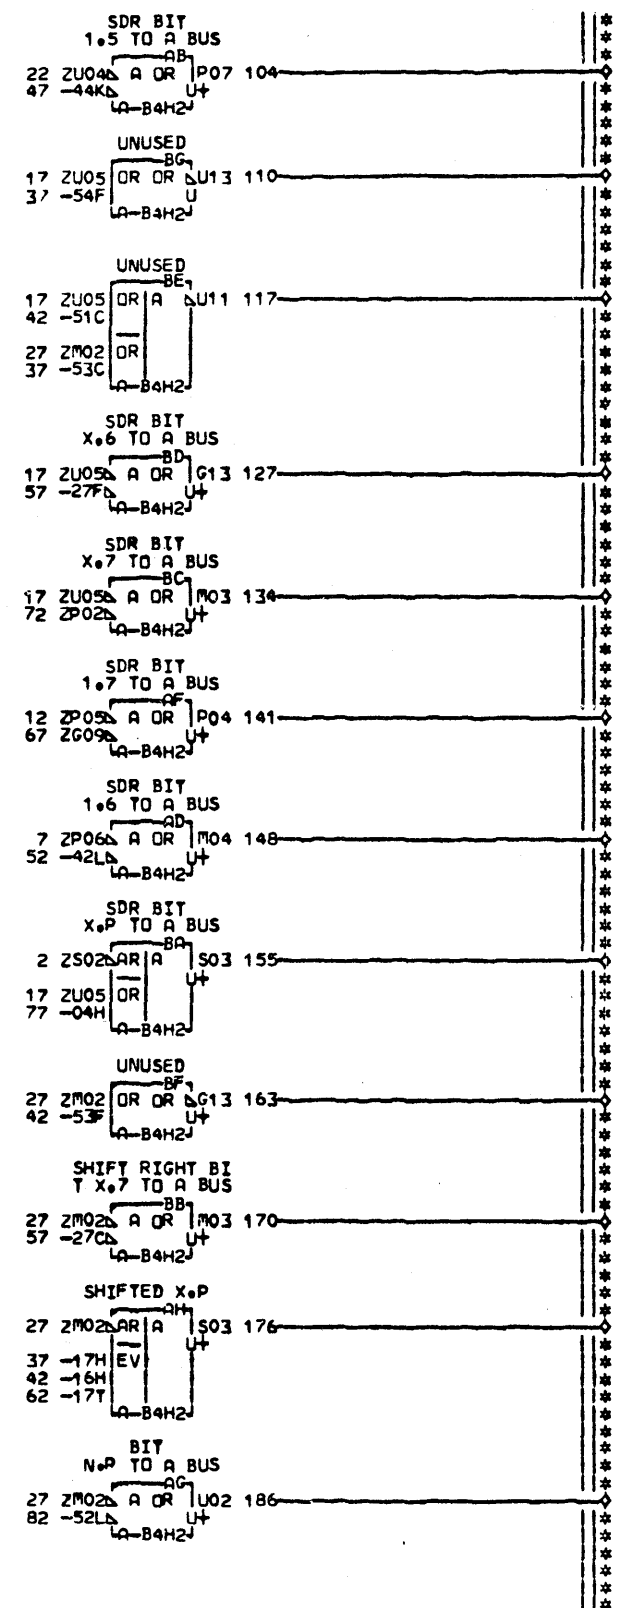 SDR BIT
1.5 TO A BUS
AB
22 ZU04 A OR P07 104
47 -44K U+
A-B4H2
UNUSED
BG
17 ZU05 OR OR U13 110
37 -54F U
A-B4H2
UNUSED
BE
17 ZU05 OR A U11 117
42 -51C
27 ZM02 OR
37 -53C
A-B4H2
SDR BIT
X.6 TO A BUS
BD
17 ZU05 A OR G13 127
57 -27F U+
A-B4H2
SDR BIT
X.7 TO A BUS
BC
17 ZU05 A OR M03 134
72 ZP02 U+
A-B4H2
SDR BIT
1.7 TO A BUS
AF
12 ZP05 A OR P04 141
67 ZG09 U+
A-B4H2
SDR BIT
1.6 TO A BUS
AD
7 ZP06 A OR M04 148
52 -42L U+
A-B4H2
SDR BIT
X.P TO A BUS
BA
2 ZS02 AR A S03 155
U+
17 ZU05 OR
77 -04H
A-B4H2
UNUSED
BF
27 ZM02 OR OR G13 163
42 -53F U+
A-B4H2
SHIFT RIGHT BI
T X.7 TO A BUS
BB
27 ZM02 A OR M03 170
57 -27C U+
A-B4H2
SHIFTED X.P
AH
27 ZM02 AR A S03 176
U+
37 -17H EV
42 -16H
62 -17T
A-B4H2
BIT
N.P TO A BUS
AG
27 ZM02 A OR U02 186
82 -52L U+
A-B4H2